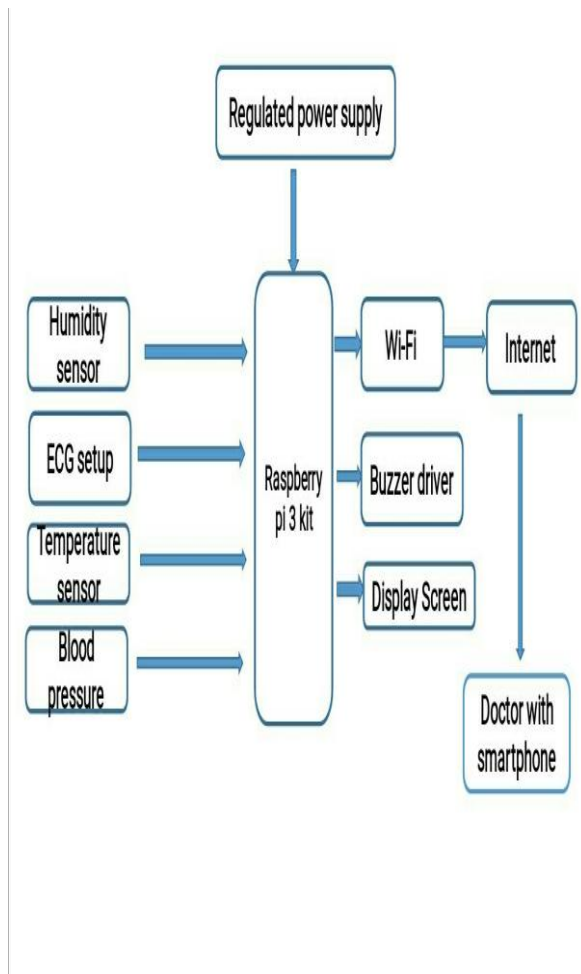 Regulated power supply
Humidity
sensor
ECG setup
Temperature
sensor
Blood
pressure
Raspberry
pi 3 kit
Wi-Fi
Internet
Buzzer driver
Display Screen
Doctor with
smartphone